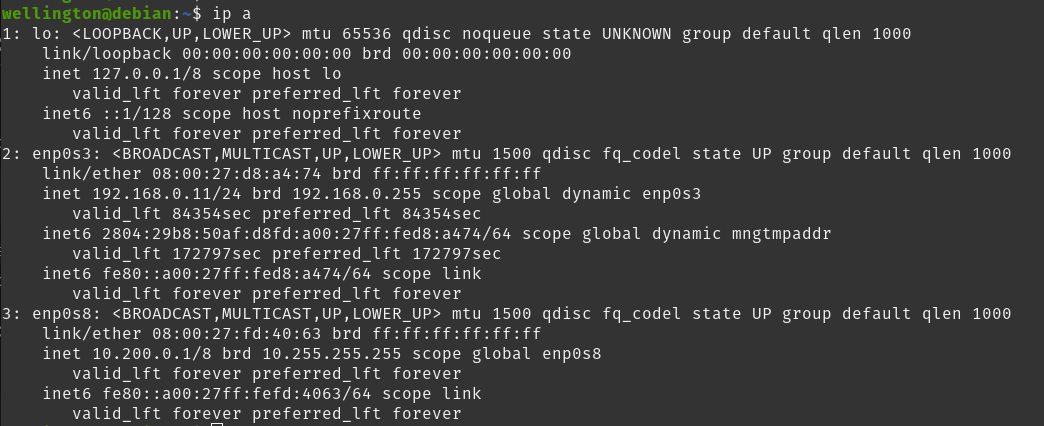 wellington@debian:~$ ip a
1: lo: <LOOPBACK,UP,LOWER_UP> mtu 65536 qdisc noqueue state UNKNOWN group default qlen 1000
    link/loopback 00:00:00:00:00:00 brd 00:00:00:00:00:00
    inet 127.0.0.1/8 scope host lo
       valid_lft forever preferred_lft forever
    inet6 ::1/128 scope host noprefixroute
       valid_lft forever preferred_lft forever
2: enp0s3: <BROADCAST,MULTICAST,UP,LOWER_UP> mtu 1500 qdisc fq_codel state UP group default qlen 1000
    link/ether 08:00:27:d8:a4:74 brd ff:ff:ff:ff:ff:ff
    inet 192.168.0.11/24 brd 192.168.0.255 scope global dynamic enp0s3
       valid_lft 84354sec preferred_lft 84354sec
    inet6 2804:29b8:50af:d8fd:a00:27ff:fed8:a474/64 scope global dynamic mngtmpaddr
       valid_lft 172797sec preferred_lft 172797sec
    inet6 fe80::a00:27ff:fed8:a474/64 scope link
       valid_lft forever preferred_lft forever
3: enp0s8: <BROADCAST,MULTICAST,UP,LOWER_UP> mtu 1500 qdisc fq_codel state UP group default qlen 1000
    link/ether 08:00:27:fd:40:63 brd ff:ff:ff:ff:ff:ff
    inet 10.200.0.1/8 brd 10.255.255.255 scope global enp0s8
       valid_lft forever preferred_lft forever
    inet6 fe80::a00:27ff:fefd:4063/64 scope link
       valid_lft forever preferred_lft forever